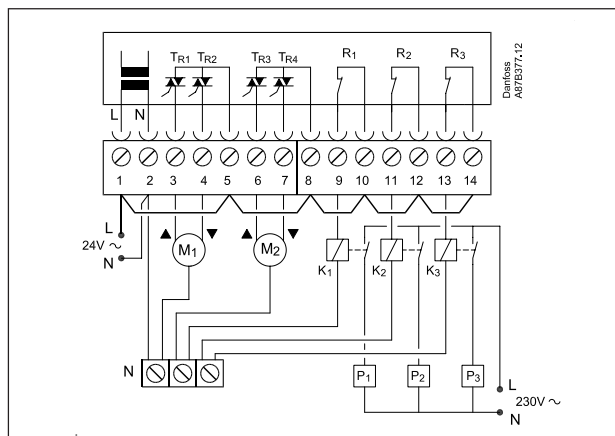 TR1 TR2 TR3 TR4 R1 R2 R3
Danfoss
A87B377.12
L N
1 2 3 4 5 6 7 8 9 10 11 12 13 14
L
24V ~
N
▲ M1 ▼ ▲ M2 ▼ K1 K2 K3
N
P1 P2 P3
L
230V ~
N